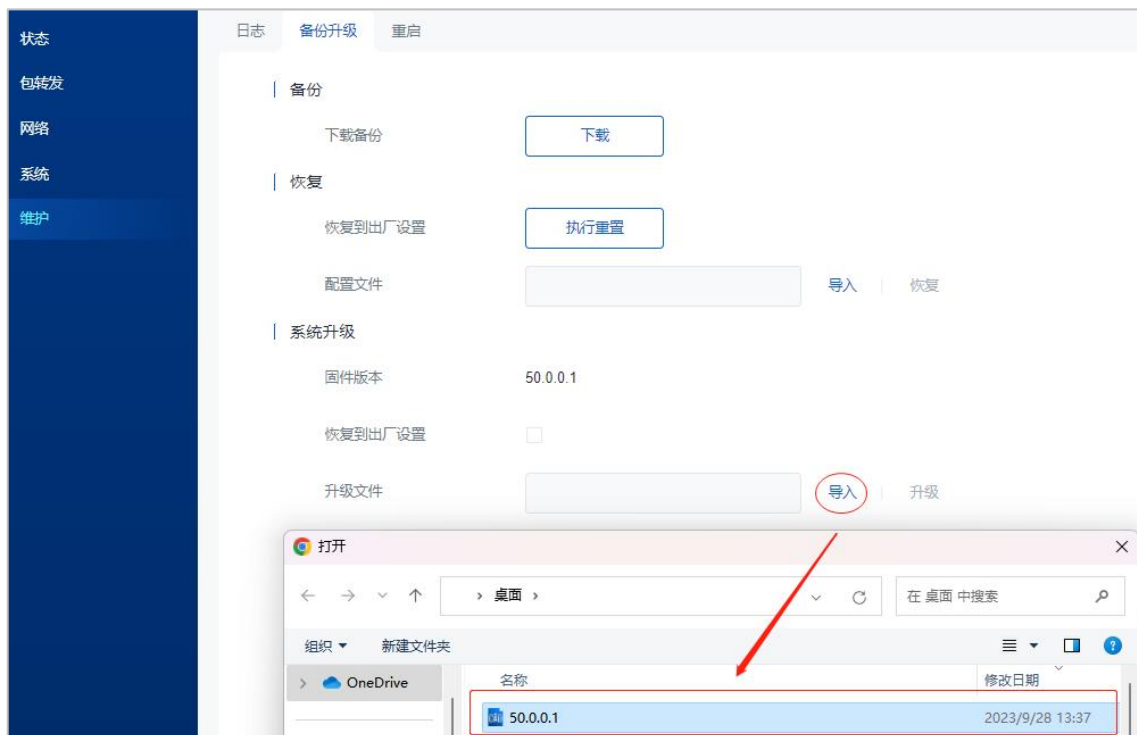 状态
包转发
网络
系统
维护
日志 备份升级 重启
备份
下载备份 下载
恢复
恢复到出厂设置 执行重置
配置文件 导入 恢复
系统升级
固件版本 50.0.0.1
恢复到出厂设置
升级文件 导入 升级
打开
桌面 在 桌面 中搜索
组织 新建文件夹
OneDrive 名称 修改日期
50.0.0.1 2023/9/28 13:37